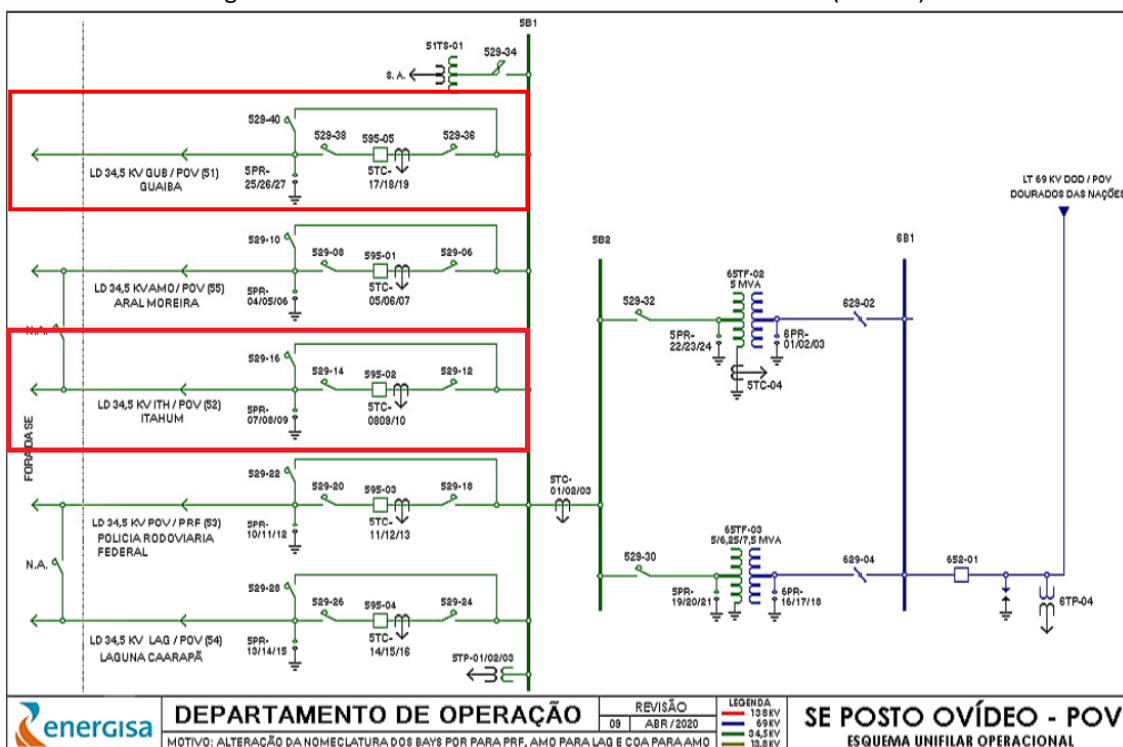 5B1
51TS-01
529-34
S. A.
529-40
529-38
595-05
529-36
LD 34,5 KV GUB / POV (51)
GUAIBA
5PR-
25/26/27
5TC-
17/18/19
LT 69 KV DOD / POV
DOURADOS DAS NAÇÕES
529-10
529-08
595-01
529-06
LD 34,5 KV AMO / POV (55)
ARAL MOREIRA
5PR-
04/05/06
5TC-
05/06/07
5B2
6B1
65TF-02
5 MVA
529-32
629-02
5PR-
22/23/24
6PR-
01/02/03
5TC-04
N.A.
529-16
529-14
595-02
529-12
LD 34,5 KV ITH / POV (52)
ITAHUM
5PR-
07/08/09
5TC-
0809/10
FORA DA SE
529-22
529-20
595-03
529-18
LD 34,5 KV POV / PRF (53)
POLICIA RODOVIARIA
FEDERAL
5PR-
10/11/12
5TC-
11/12/13
5TC-
01/02/03
N.A.
65TF-03
5/6,25/7,5 MVA
529-30
629-04
652-01
5PR-
19/20/21
6PR-
16/17/18
6TP-04
529-28
529-26
595-04
529-24
LD 34,5 KV LAG / POV (54)
LAGUNA CAARAPÃ
5PR-
13/14/15
5TC-
14/15/16
5TP-01/02/03
energisa
DEPARTAMENTO DE OPERAÇÃO
REVISÃO
09 ABR / 2020
LEGENDA
138KV
69KV
34,5KV
13,8KV
SE POSTO OVÍDEO - POV
ESQUEMA UNIFILAR OPERACIONAL
MOTIVO: ALTERAÇÃO DA NOMECLATURA DOS BAYS POR PARA PRF, AMO PARA LAG E COA PARA AMO